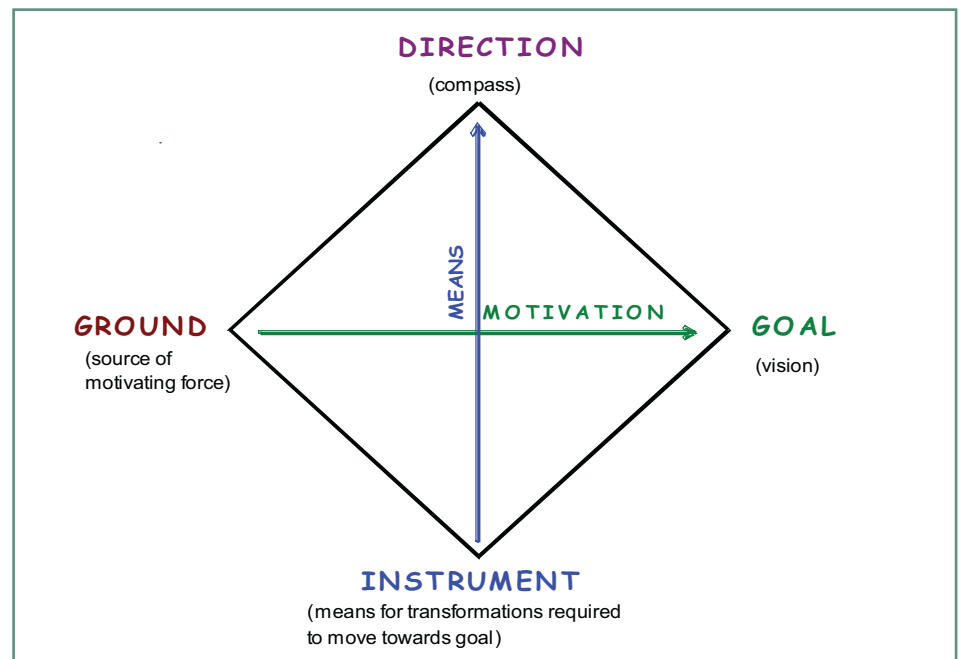 DIRECTION
(compass)
MEANS
MOTIVATION
GROUND
(source of
motivating force)
GOAL
(vision)
INSTRUMENT
(means for transformations required
to move towards goal)